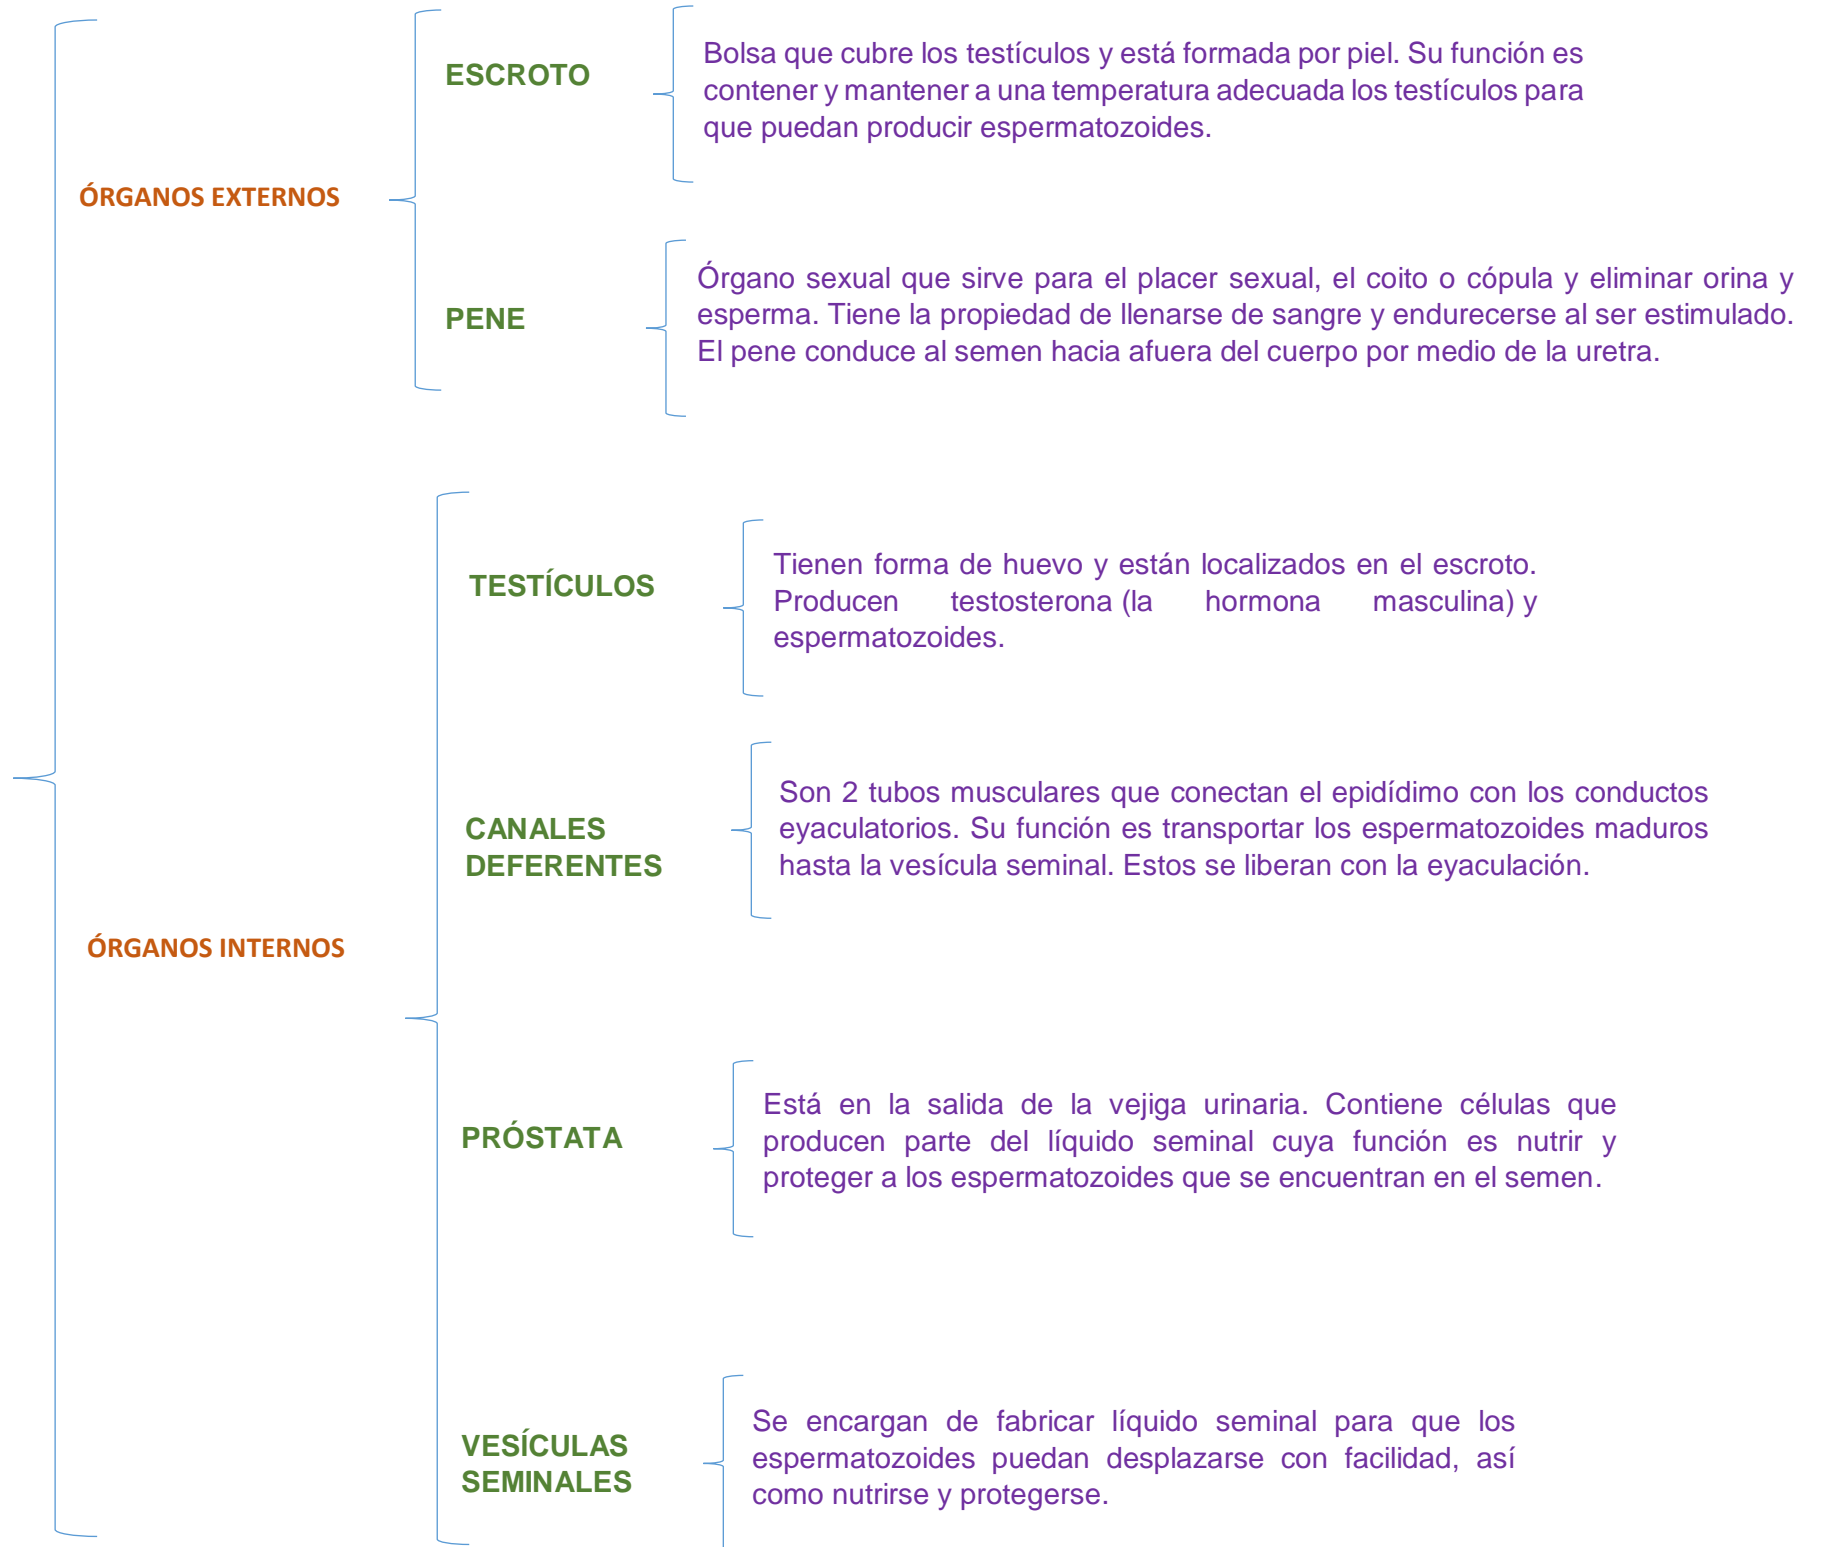 ÓRGANOS EXTERNOS
ESCROTO
Bolsa que cubre los testículos y está formada por piel. Su función es
contener y mantener a una temperatura adecuada los testículos para
que puedan producir espermatozoides.
PENE
Órgano sexual que sirve para el placer sexual, el coito o cópula y eliminar orina y
esperma. Tiene la propiedad de llenarse de sangre y endurecerse al ser estimulado.
El pene conduce al semen hacia afuera del cuerpo por medio de la uretra.
ÓRGANOS INTERNOS
TESTÍCULOS
Tienen forma de huevo y están localizados en el escroto.
Producen testosterona (la hormona masculina) y
espermatozoides.
CANALES
DEFERENTES
Son 2 tubos musculares que conectan el epidídimo con los conductos
eyaculatorios. Su función es transportar los espermatozoides maduros
hasta la vesícula seminal. Estos se liberan con la eyaculación.
PRÓSTATA
Está en la salida de la vejiga urinaria. Contiene células que
producen parte del líquido seminal cuya función es nutrir y
proteger a los espermatozoides que se encuentran en el semen.
VESÍCULAS
SEMINALES
Se encargan de fabricar líquido seminal para que los
espermatozoides puedan desplazarse con facilidad, así
como nutrirse y protegerse.